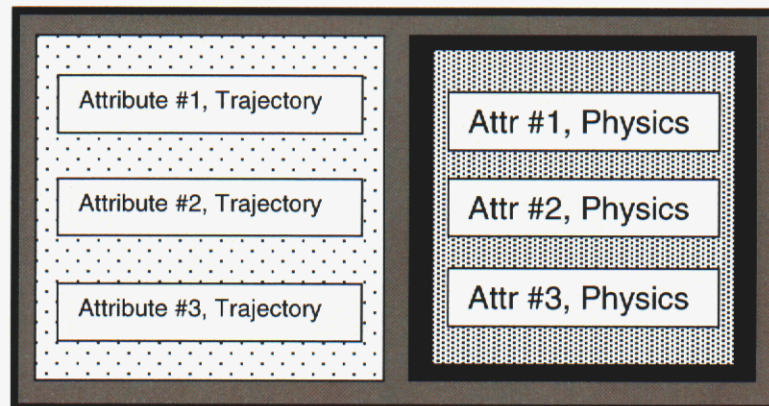 Attribute #1, Trajectory
Attribute #2, Trajectory
Attribute #3, Trajectory
Attr #1, Physics
Attr #2, Physics
Attr #3, Physics